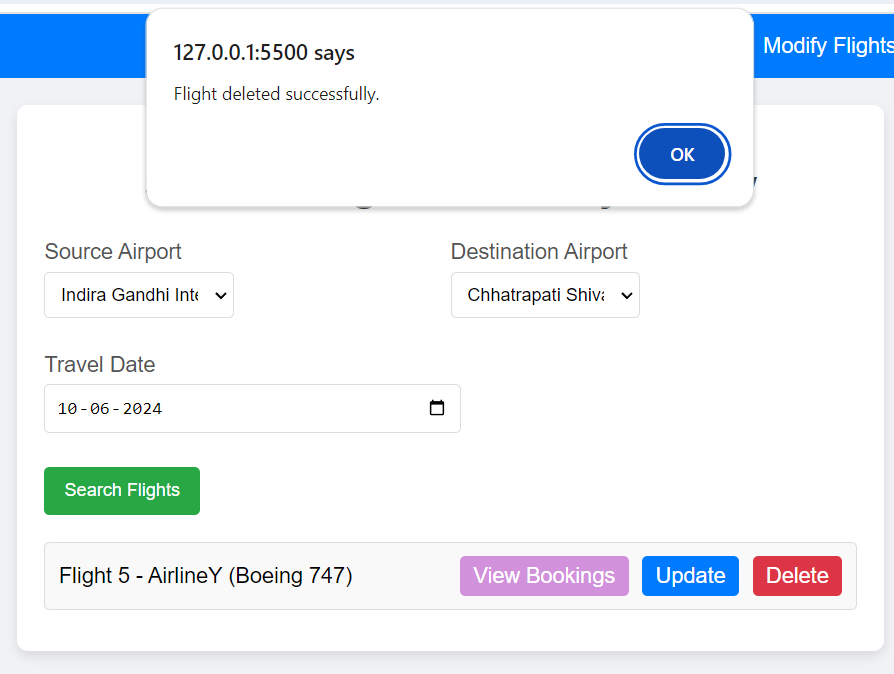 127.0.0.1:5500 says
Modify Flights
Flight deleted successfully.
OK
Source Airport
Destination Airport
Indira Gandhi Inte
Chhatrapati Shiva
Travel Date
10-06-2024
Search Flights
Flight 5 - AirlineY (Boeing 747)
View Bookings
Update
Delete